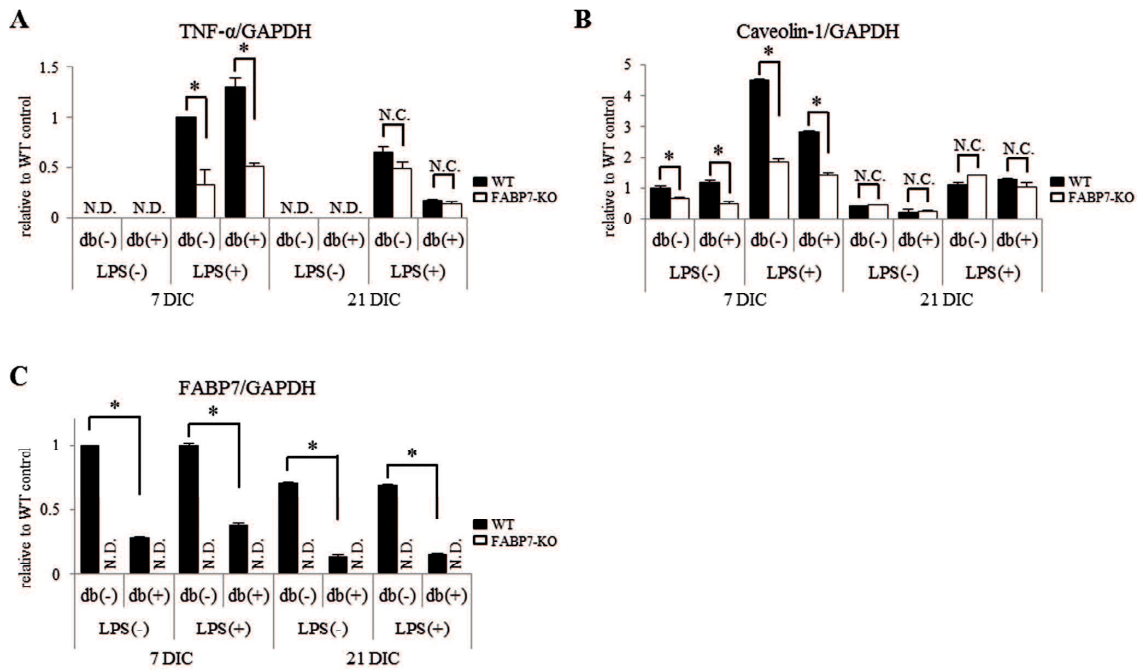 A
TNF-α/GAPDH
relative to WT control
1.5
1
0.5
0
N.D.
N.D.
*
*
N.D.
N.D.
N.C.
N.C.
WT
FABP7-KO
db(-) db(+) db(-) db(+) db(-) db(+) db(-) db(+)
LPS(-) LPS(+) LPS(-) LPS(+)
7 DIC 21 DIC
B
Caveolin-1/GAPDH
relative to WT control
5
4
3
2
1
0
*
*
*
*
N.C.
N.C.
N.C.
N.C.
WT
FABP7-KO
db(-) db(+) db(-) db(+) db(-) db(+) db(-) db(+)
LPS(-) LPS(+) LPS(-) LPS(+)
7 DIC 21 DIC
C
FABP7/GAPDH
relative to WT control
1
0.5
0
*
*
*
*
N.D.
N.D.
N.D.
N.D.
N.D.
N.D.
N.D.
N.D.
WT
FABP7-KO
db(-) db(+) db(-) db(+) db(-) db(+) db(-) db(+)
LPS(-) LPS(+) LPS(-) LPS(+)
7 DIC 21 DIC